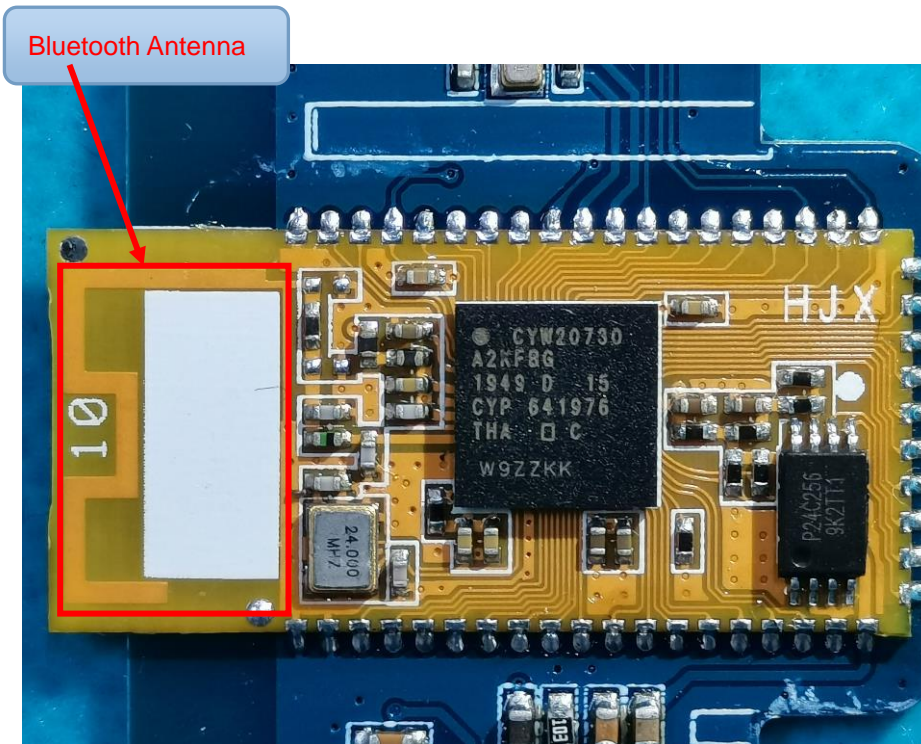 Bluetooth Antenna
HJX
CYW20730
A2KFBG
1949 D 15
CYP 641976
THA C
W9ZZKK
10
24.000
MHZ
P24C256
9K2TT1